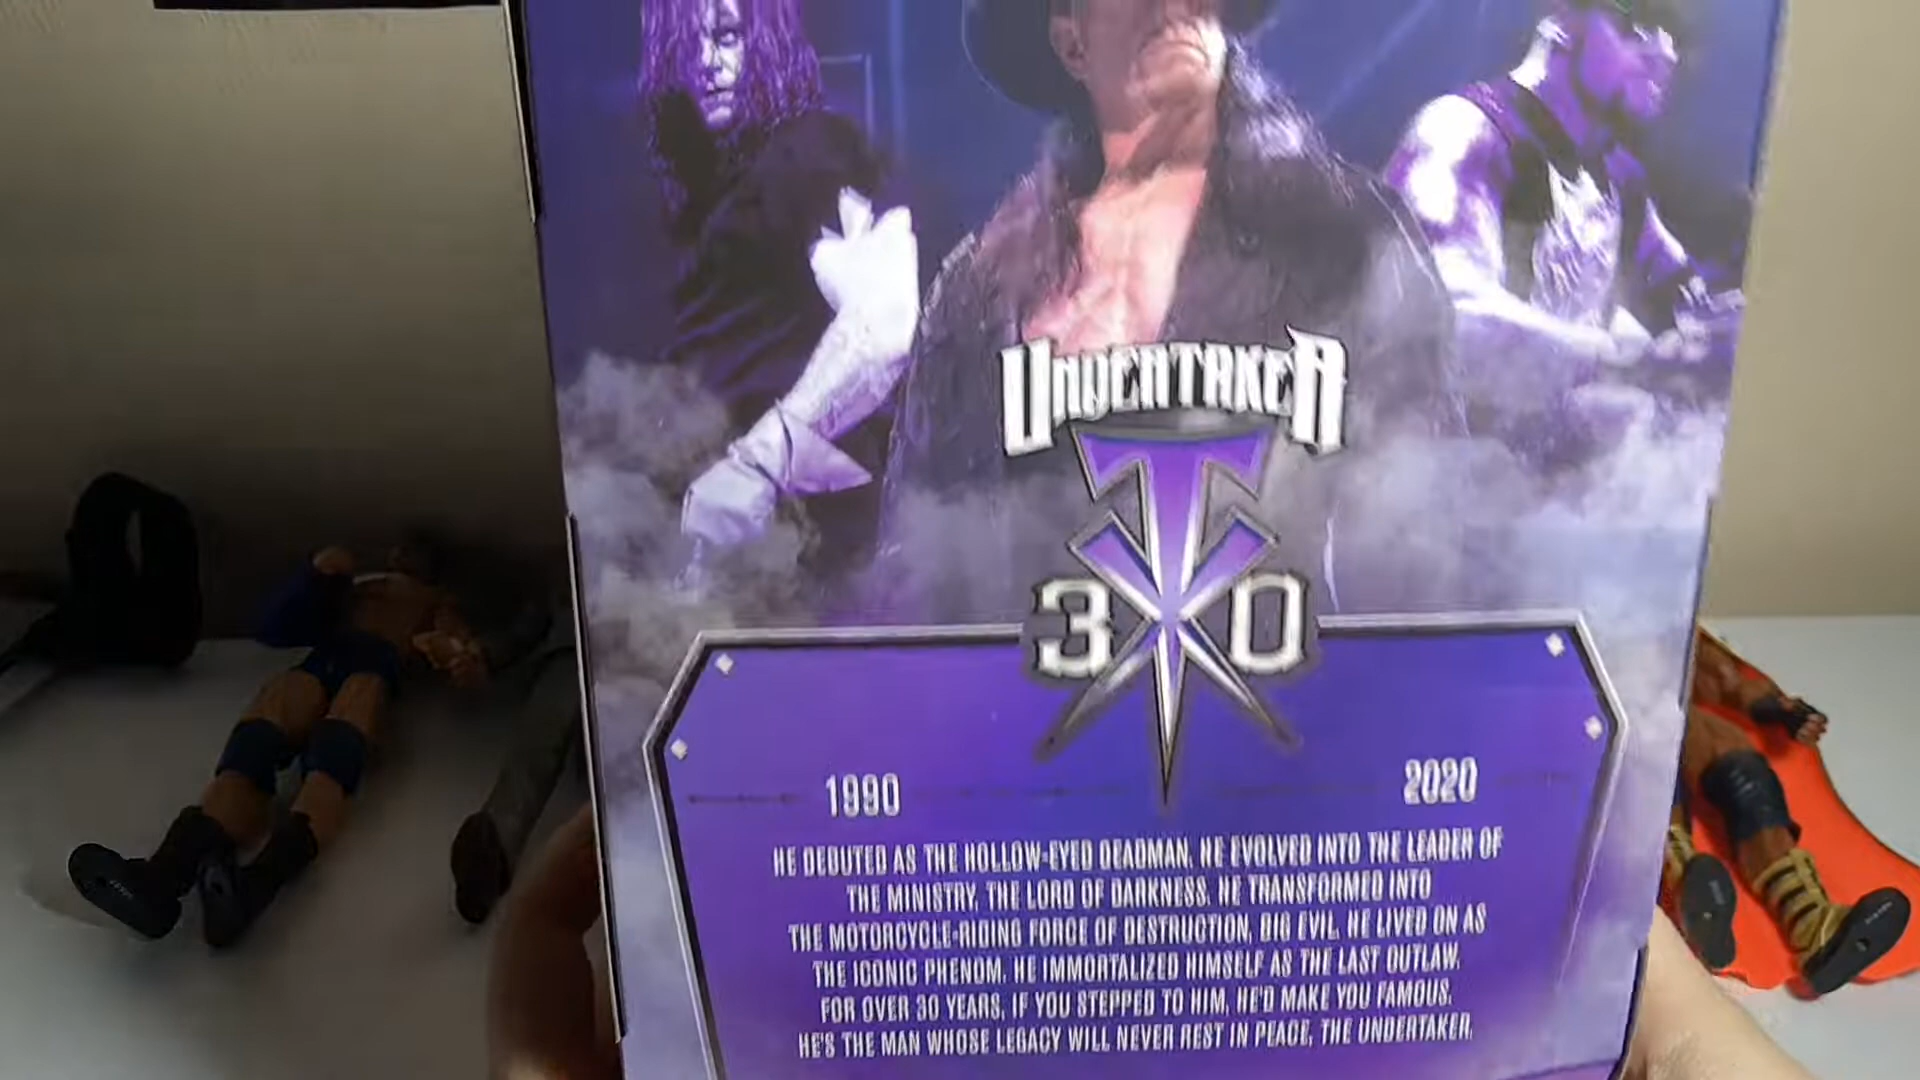 UNDERTAKER
30
1990 2020
HE DEBUTED AS THE HOLLOW-EYED DEADMAN. HE EVOLVED INTO THE LEADER OF
THE MINISTRY, THE LORD OF DARKNESS. HE TRANSFORMED INTO
THE MOTORCYCLE-RIDING FORCE OF DESTRUCTION, BIG EVIL. HE LIVED ON AS
THE ICONIC PHENOM. HE IMMORTALIZED HIMSELF AS THE LAST OUTLAW.
FOR OVER 30 YEARS, IF YOU STEPPED TO HIM, HE'D MAKE YOU FAMOUS.
HE'S THE MAN WHOSE LEGACY WILL NEVER REST IN PEACE, THE UNDERTAKER.